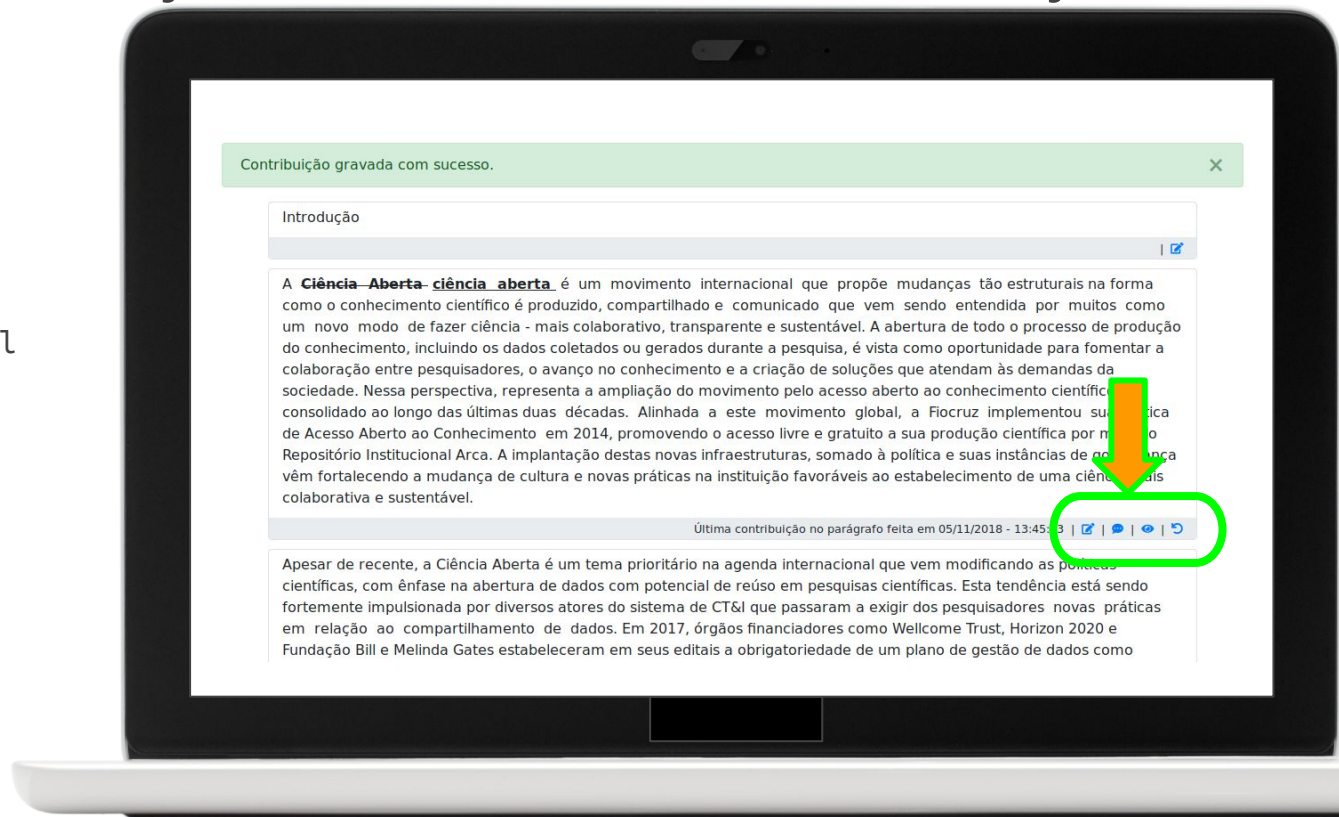 l
Contribuição gravada com sucesso. ×
Introdução
|
A Ciência Aberta ciência aberta é um movimento internacional que propõe mudanças tão estruturais na forma
como o conhecimento científico é produzido, compartilhado e comunicado que vem sendo entendida por muitos como
um novo modo de fazer ciência - mais colaborativo, transparente e sustentável. A abertura de todo o processo de produção
do conhecimento, incluindo os dados coletados ou gerados durante a pesquisa, é vista como oportunidade para fomentar a
colaboração entre pesquisadores, o avanço no conhecimento e a criação de soluções que atendam às demandas da
sociedade. Nessa perspectiva, representa a ampliação do movimento pelo acesso aberto ao conhecimento
consolidado ao longo das últimas duas décadas. Alinhada a este movimento global, a Fiocruz implementou
de Acesso Aberto ao Conhecimento em 2014, promovendo o acesso livre e gratuito a sua produção científica por
Repositório Institucional Arca. A implantação destas novas infraestruturas, somado à política e suas instâncias de
vêm fortalecendo a mudança de cultura e novas práticas na instituição favoráveis ao estabelecimento de uma
colaborativa e sustentável.
Última contribuição no parágrafo feita em 05/11/2018 - | | | |
Apesar de recente, a Ciência Aberta é um tema prioritário na agenda internacional que vem modificando as
científicas, com ênfase na abertura de dados com potencial de reúso em pesquisas científicas. Esta tendência está sendo
fortemente impulsionada por diversos atores do sistema de CT&I que passaram a exigir dos pesquisadores novas práticas
em relação ao compartilhamento de dados. Em 2017, órgãos financiadores como Wellcome Trust, Horizon 2020 e
Fundação Bill e Melinda Gates estabeleceram em seus editais a obrigatoriedade de um plano de gestão de dados como